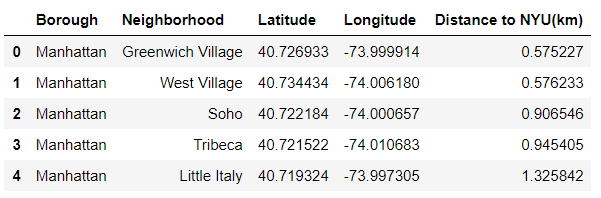 Borough Neighborhood Latitude Longitude Distance to NYU(km)
0 Manhattan Greenwich Village 40.726933 -73.999914 0.575227
1 Manhattan West Village 40.734434 -74.006180 0.576233
2 Manhattan Soho 40.722184 -74.000657 0.906546
3 Manhattan Tribeca 40.721522 -74.010683 0.945405
4 Manhattan Little Italy 40.719324 -73.997305 1.325842